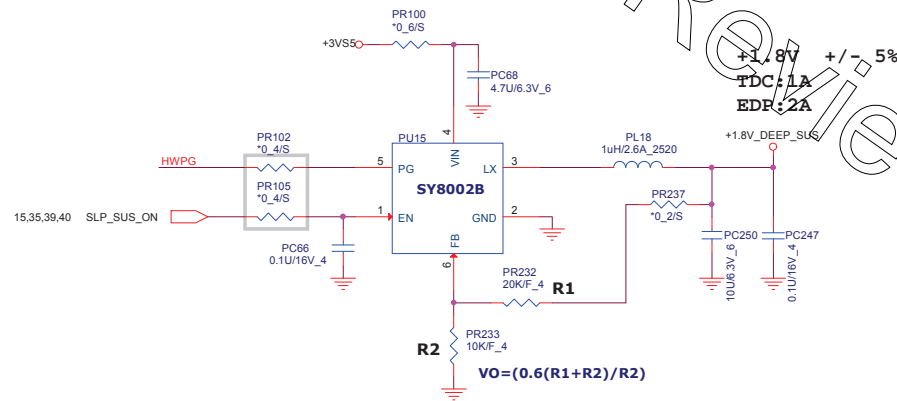 PR100
*0_6/S
+3VS5
Revie
+1.8V +/- 5%
TDC:1A
EDP:2A
PC68
4.7U/6.3V_6
+1.8V_DEEP_SUS
PR102
*0_4/S
PU15
4
VIN
PL18
1uH/2.6A_2520
HWPG
5
PG
LX
3
PR105
*0_4/S
SY8002B
PR237
*0_2/S
15,35,39,40 SLP_SUS_ON
1
EN
GND
2
PC66
0.1U/16V_4
FB
6
PC250
10U/6.3V_6
PC247
0.1U/16V_4
PR232
20K/F_4
R1
R2
PR233
10K/F_4
VO=(0.6(R1+R2)/R2)